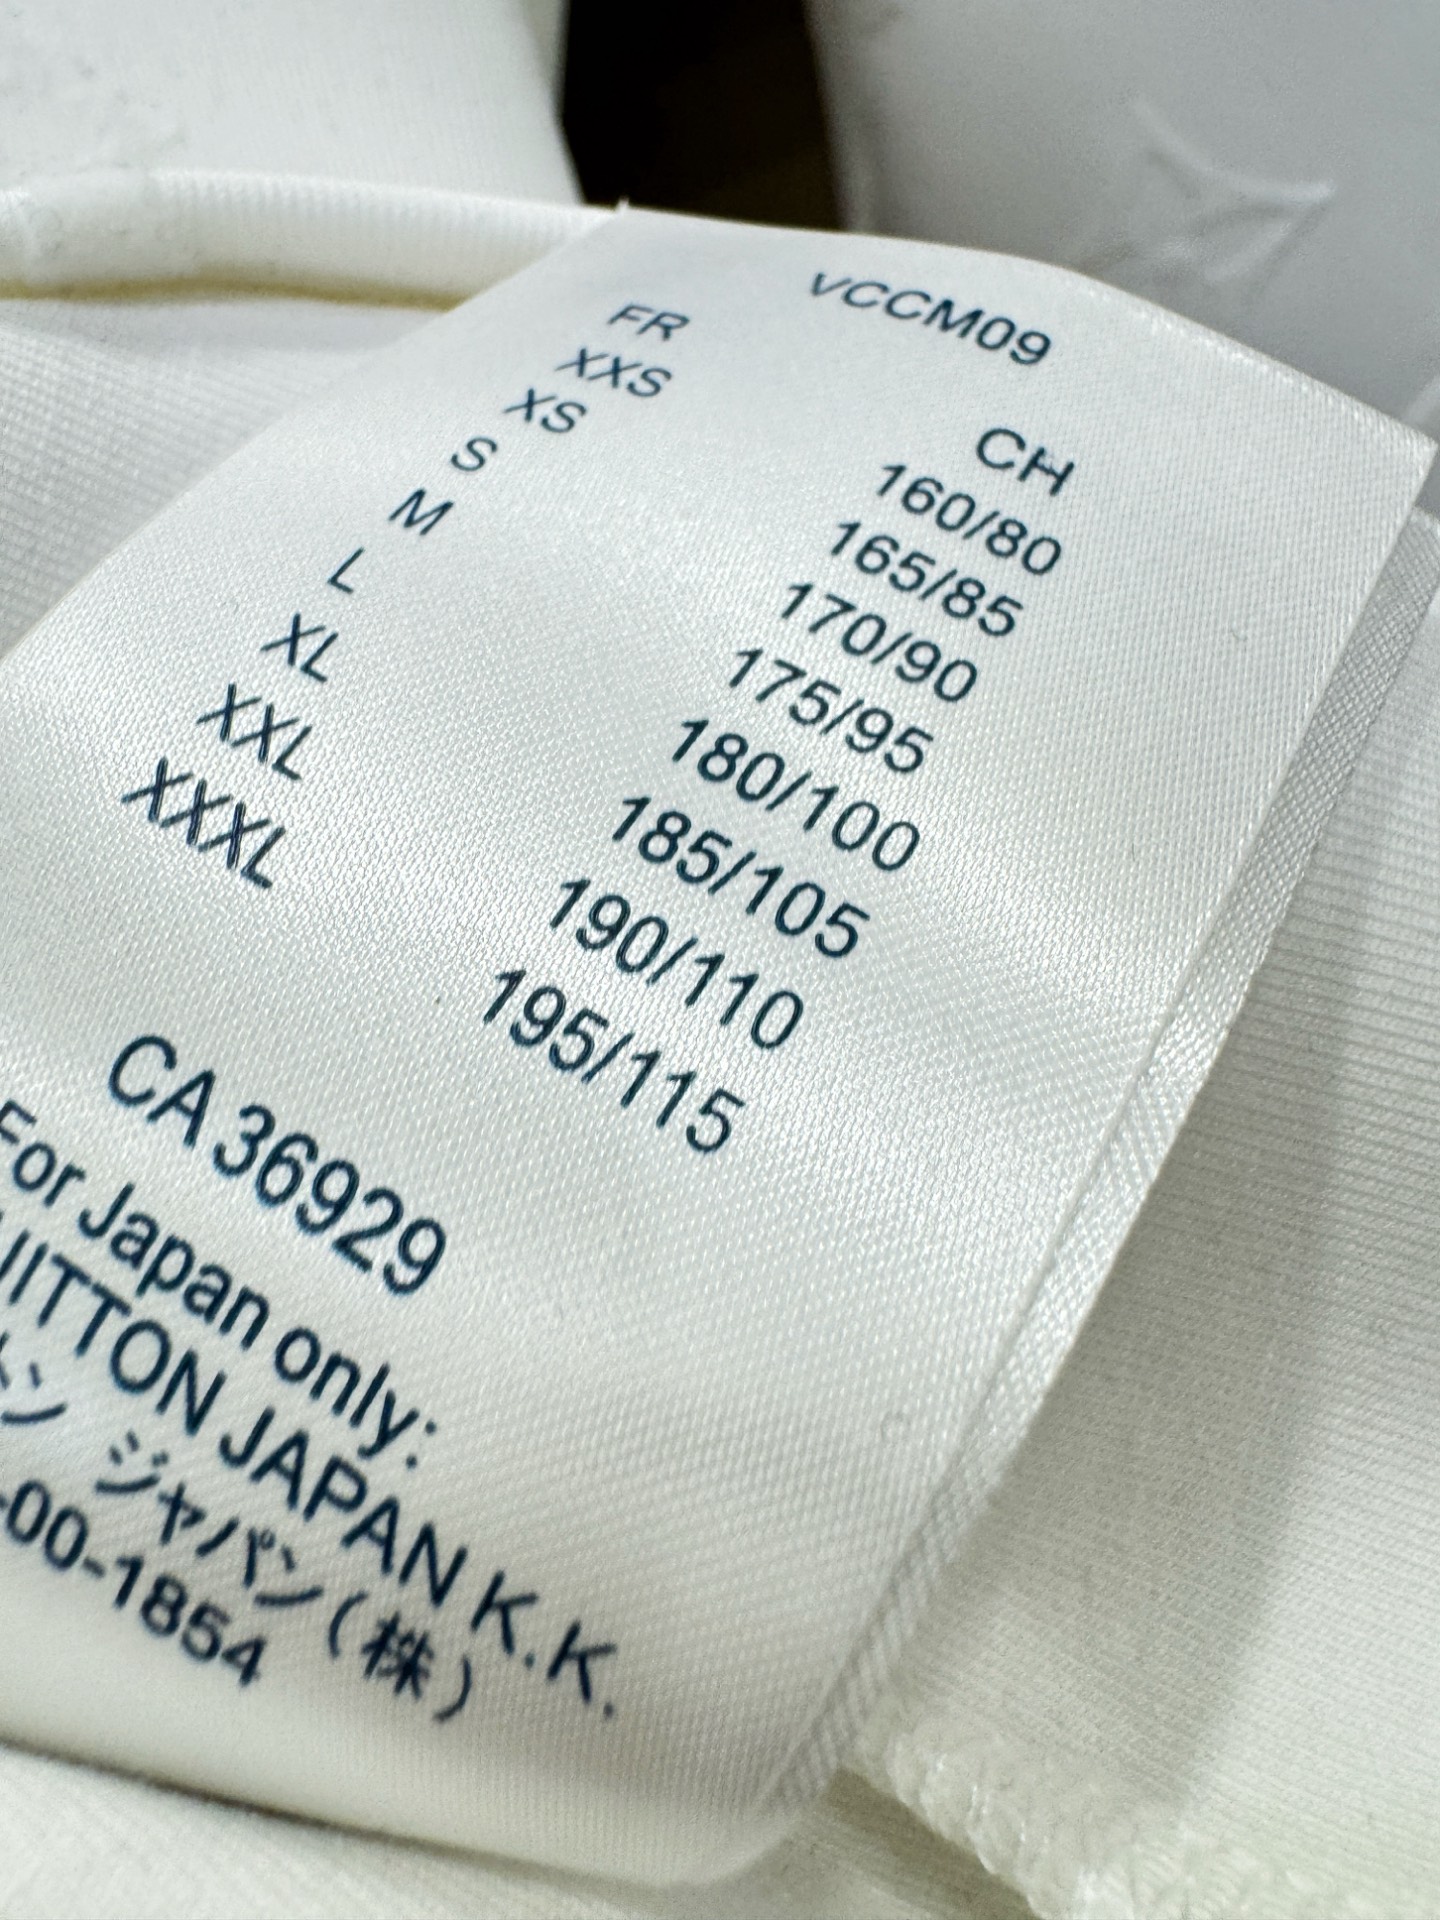 VCCM09
FR CH
XXS 160/80
XS 165/85
S 170/90
M 175/95
L 180/100
XL 185/105
XXL 190/110
XXXL 195/115
CA 36929
For Japan only:
UITTON JAPAN K.K.
トン ジャパン(株)
-00-1854